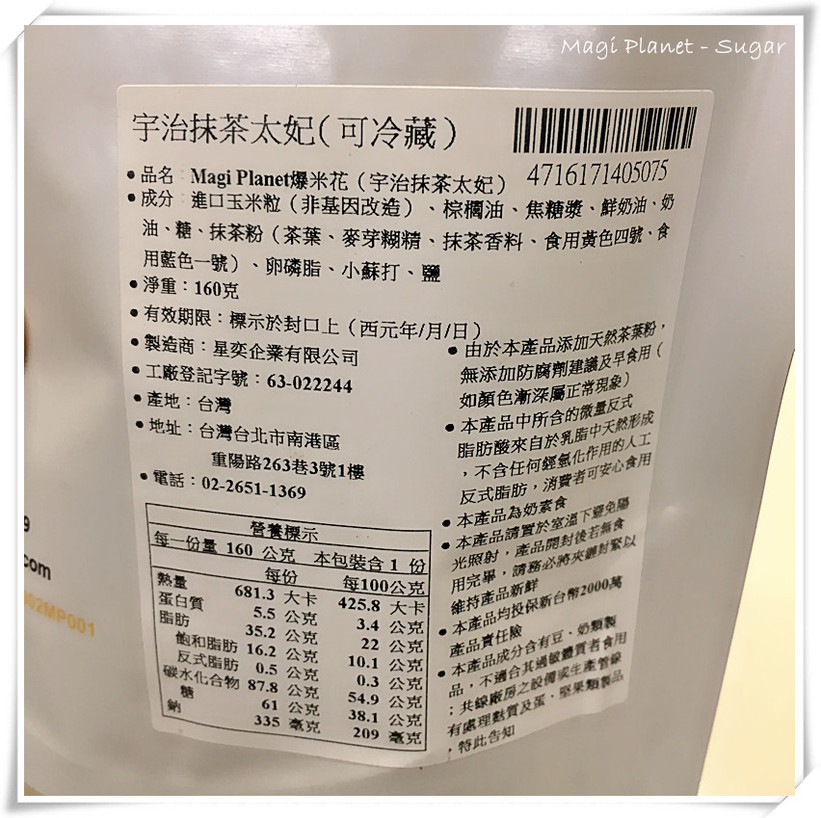 Magi Planet - Sugar
宇治抹茶太妃(可冷藏)
4716171405075
•品名：Magi Planet爆米花（宇治抹茶太妃）
•成分：進口玉米粒（非基因改造）、棕櫚油、焦糖漿、鮮奶油、奶
油、糖、抹茶粉（茶葉、麥芽糊精、抹茶香料、食用黃色四號、食
用藍色一號）、卵磷脂、小蘇打、鹽
•淨重：160克
•有效期限：標示於封口上（西元年/月/日）
•製造商：星奕企業有限公司
•工廠登記字號：63-022244
•產地：台灣
•地址：台灣台北市南港區
重陽路263巷3號1樓
•電話：02-2651-1369
營養標示
每一份量 160 公克 本包裝含 1 份
每份 每100公克
熱量 681.3 大卡 425.8 大卡
蛋白質 5.5 公克 3.4 公克
脂肪 35.2 公克 22 公克
飽和脂肪 16.2 公克 10.1 公克
反式脂肪 0.5 公克 0.3 公克
碳水化合物 87.8 公克 54.9 公克
糖 61 公克 38.1 公克
鈉 335 毫克 209 毫克
•由於本產品添加天然茶葉粉，
無添加防腐劑建議及早食用（
如顏色漸深屬正常現象）
•本產品中所含的微量反式
脂肪酸來自於乳脂中天然形成
，不含任何經氫化作用的人工
反式脂肪，消費者可安心食用
•本產品為奶素食
•本產品請置於室溫下避免陽
光照射，產品開封後若無食
用完畢，請務必將夾鏈封緊以
維持產品新鮮
•本產品均投保新台幣2000萬
產品責任險
•本產品成分含有豆、奶類製
品，不適合其過敏體質者食用
；共線廠房之設備或生產管線
有處理麩質及蛋、堅果類製品
，特此告知
9
com
02MP001